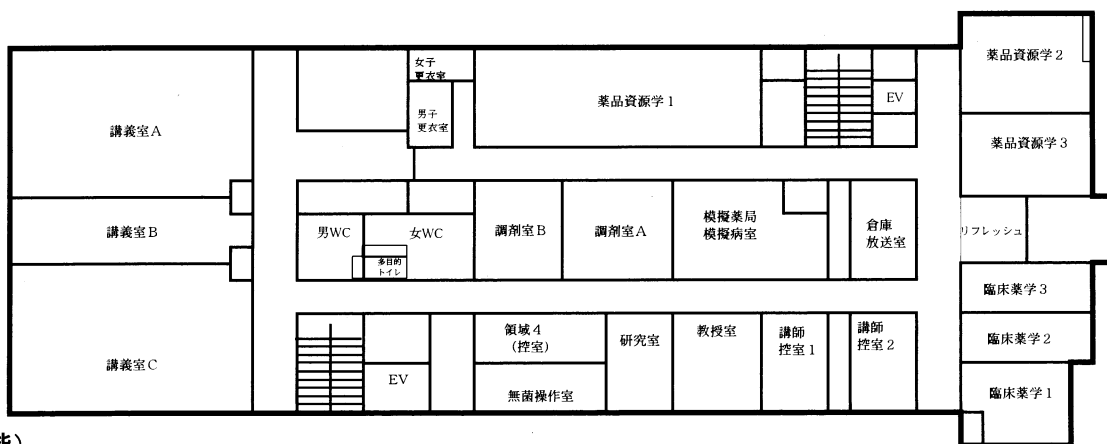 薬品資源学２
女子
更衣室
講義室A
男子
更衣室
薬品資源学１
EV
薬品資源学３
講義室B
男WC
女WC
多目的
トイレ
調剤室B
調剤室A
模擬薬局
模擬病室
倉庫
放送室
リフレッシュ
臨床薬学３
講義室C
EV
領域４
（控室）
無菌操作室
研究室
教授室
講師
控室１
講師
控室２
臨床薬学２
臨床薬学１